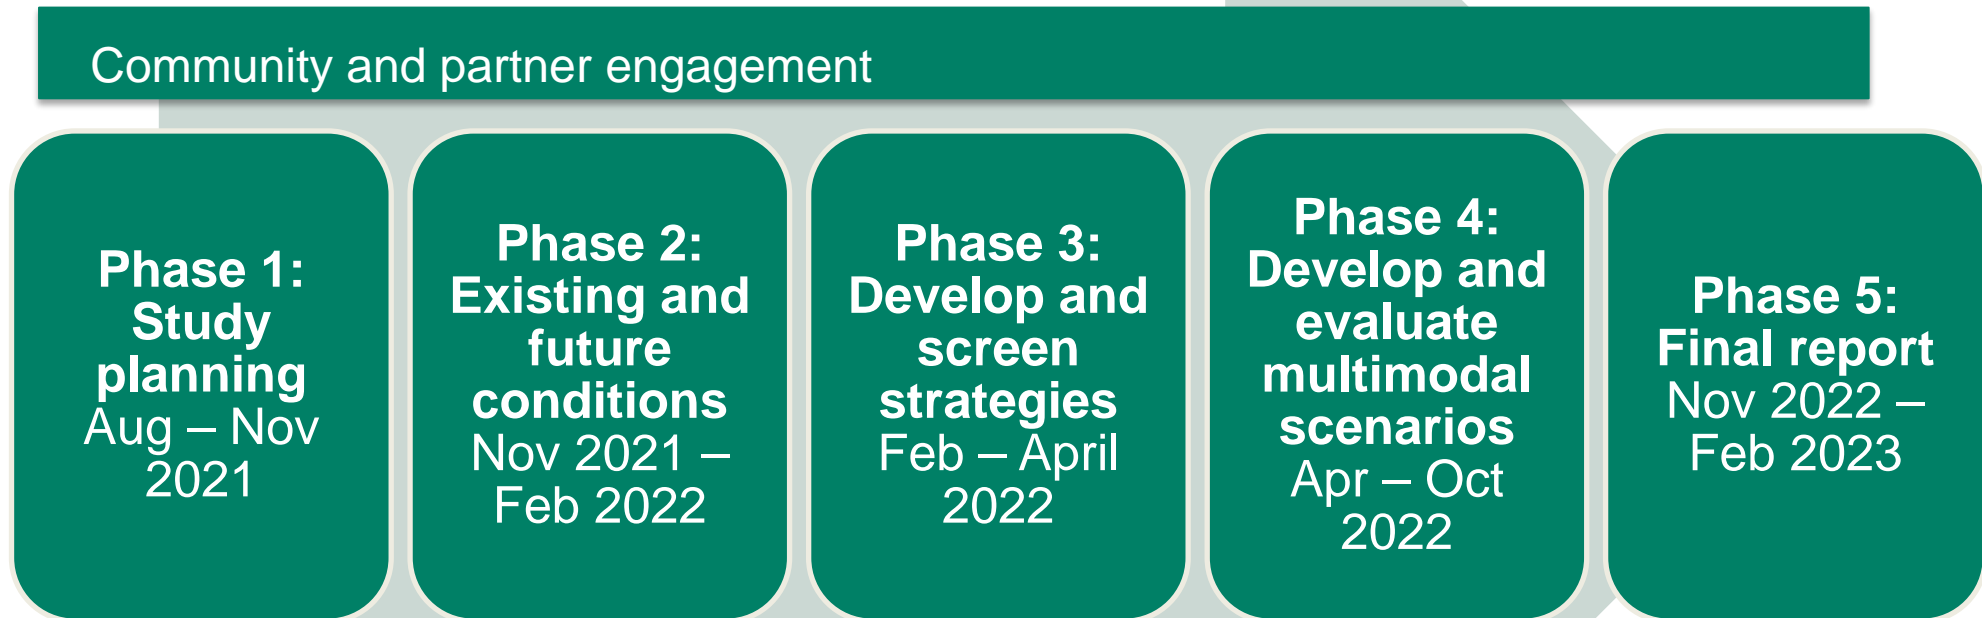 Community and partner engagement
Phase 1:
Study
planning
Aug – Nov
2021
Phase 2:
Existing and
future
conditions
Nov 2021 –
Feb 2022
Phase 3:
Develop and
screen
strategies
Feb – April
2022
Phase 4:
Develop and
evaluate
multimodal
scenarios
Apr – Oct
2022
Phase 5:
Final report
Nov 2022 –
Feb 2023